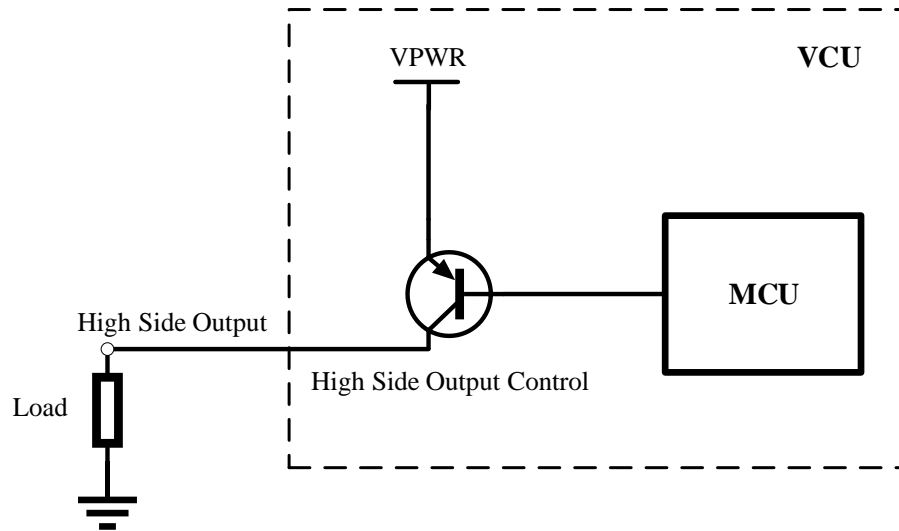 VPWR
VCU
MCU
High Side Output
High Side Output Control
Load